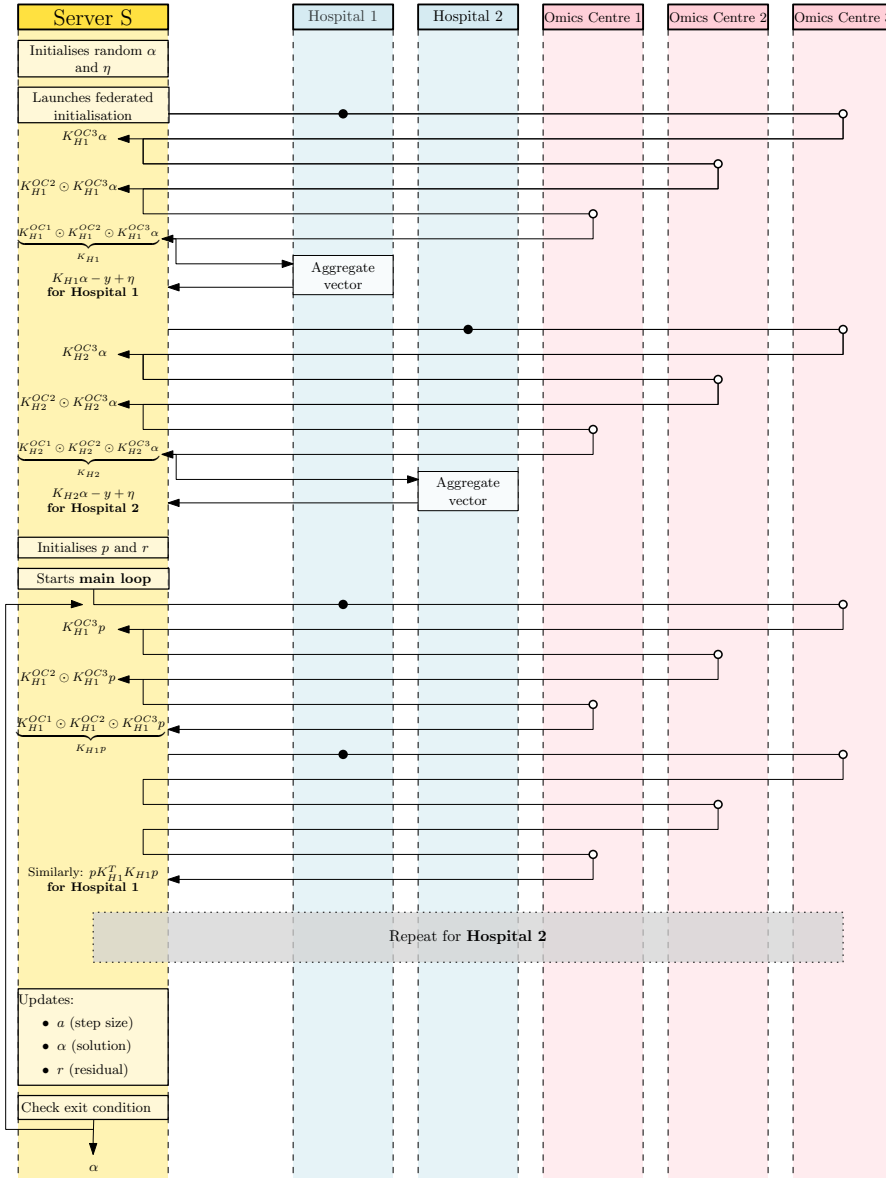 Server S
Hospital 1
Hospital 2
Omics Centre 1
Omics Centre 2
Omics Centre 3
Initialises random α
and η
Launches federated
initialisation
K_{H1}^{OC3}α
K_{H1}^{OC2} ⊙ K_{H1}^{OC3}α
K_{H1}^{OC1} ⊙ K_{H1}^{OC2} ⊙ K_{H1}^{OC3}α
K_{H1}
Aggregate
vector
K_{H1}α − y + η
for Hospital 1
K_{H2}^{OC3}α
K_{H2}^{OC2} ⊙ K_{H2}^{OC3}α
K_{H2}^{OC1} ⊙ K_{H2}^{OC2} ⊙ K_{H2}^{OC3}α
K_{H2}
Aggregate
vector
K_{H2}α − y + η
for Hospital 2
Initialises p and r
Starts main loop
K_{H1}^{OC3}p
K_{H1}^{OC2} ⊙ K_{H1}^{OC3}p
K_{H1}^{OC1} ⊙ K_{H1}^{OC2} ⊙ K_{H1}^{OC3}p
K_{H1}p
Similarly: pK_{H1}^{T}K_{H1}p
for Hospital 1
Repeat for Hospital 2
Updates:
• a (step size)
• α (solution)
• r (residual)
Check exit condition
α